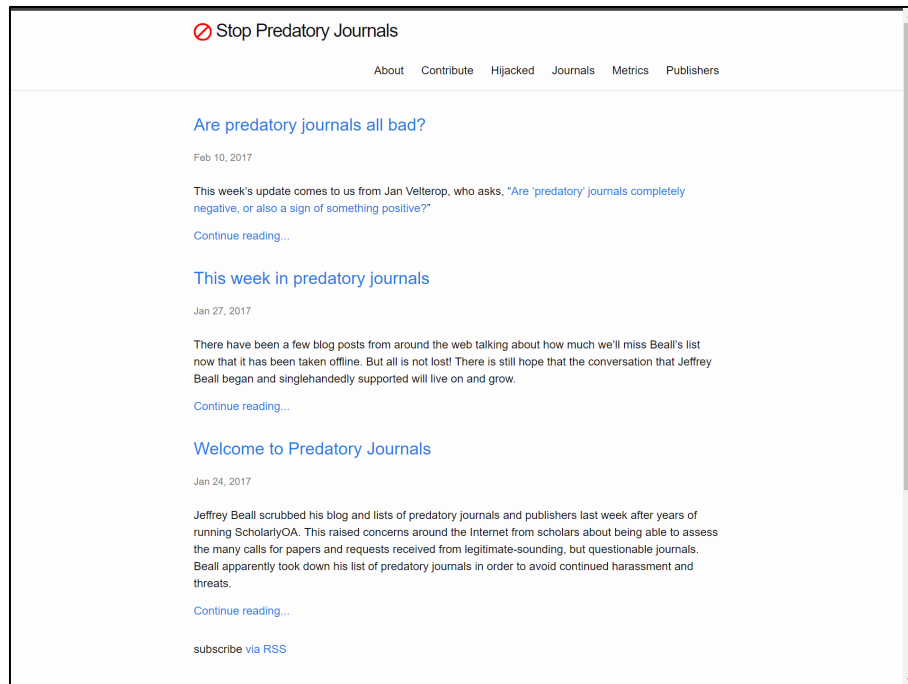 Stop Predatory Journals
About Contribute Hijacked Journals Metrics Publishers
Are predatory journals all bad?
Feb 10, 2017
This week’s update comes to us from Jan Velterop, who asks, “Are ‘predatory’ journals completely
negative, or also a sign of something positive?”
Continue reading...
This week in predatory journals
Jan 27, 2017
There have been a few blog posts from around the web talking about how much we’ll miss Beall’s list
now that it has been taken offline. But all is not lost! There is still hope that the conversation that Jeffrey
Beall began and singlehandedly supported will live on and grow.
Continue reading...
Welcome to Predatory Journals
Jan 24, 2017
Jeffrey Beall scrubbed his blog and lists of predatory journals and publishers last week after years of
running ScholarlyOA. This raised concerns around the Internet from scholars about being able to assess
the many calls for papers and requests received from legitimate-sounding, but questionable journals.
Beall apparently took down his list of predatory journals in order to avoid continued harassment and
threats.
Continue reading...
subscribe via RSS